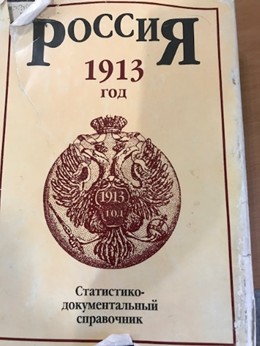 РОССИЯ
1913
ГОД
1913
ГОД
Статистико-
документальный
справочник